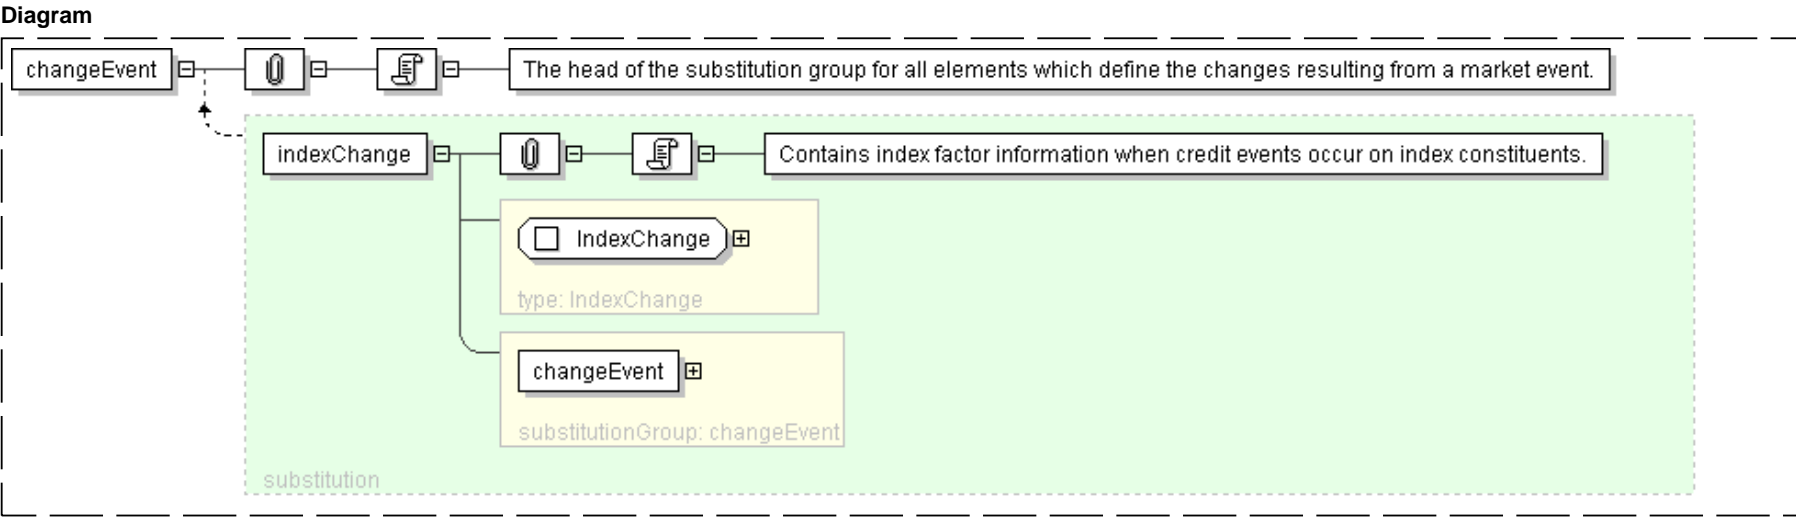 Diagram
changeEvent
The head of the substitution group for all elements which define the changes resulting from a market event.
indexChange
Contains index factor information when credit events occur on index constituents.
IndexChange
type: IndexChange
changeEvent
substitutionGroup: changeEvent
substitution